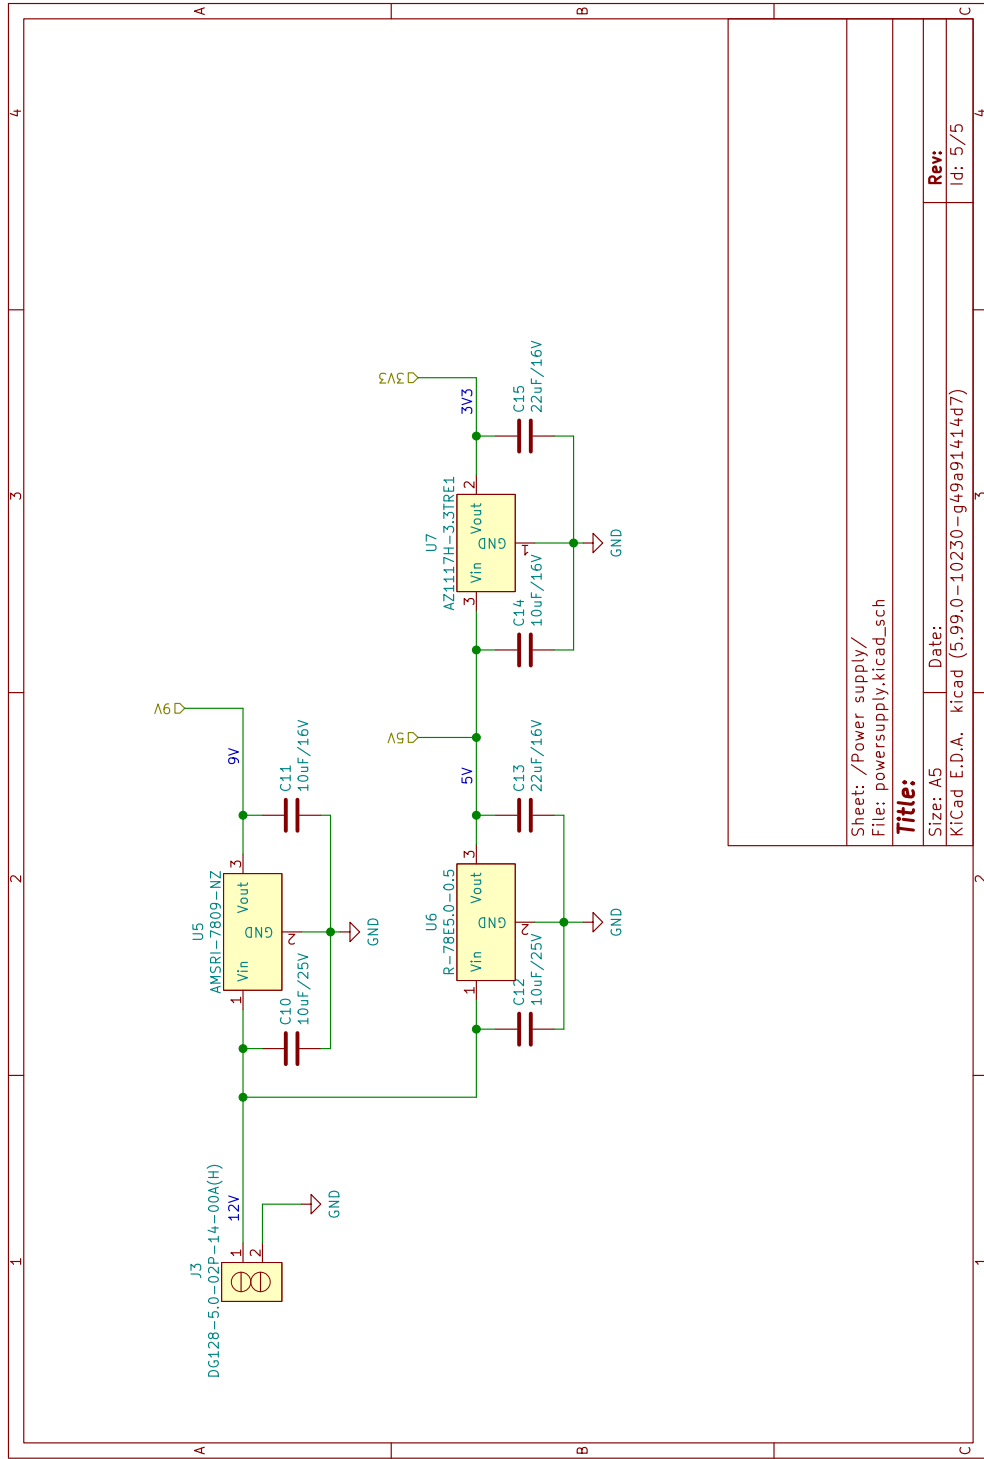 1
2
3
4
A
B
C
J3
DG128-5.0-02P-14-00A(H)
1
2
12V
GND
U5
AMSRI-7809-NZ
Vin
Vout
GND
1
3
2
C10
10uF/25V
C11
10uF/16V
GND
9V
9V
U6
R-78E5.0-0.5
Vin
Vout
GND
1
3
2
C12
10uF/25V
C13
22uF/16V
GND
5V
5V
U7
AZ1117H-3.3TRE1
Vin
Vout
GND
3
2
1
C14
10uF/16V
C15
22uF/16V
GND
3V3
3V3
Sheet: /Power supply/
File: powersupply.kicad_sch
Title:
Size: A5
Date:
Rev:
KiCad E.D.A. kicad (5.99.0-10230-g49a91414d7)
Id: 5/5
1
2
3
4
A
B
C